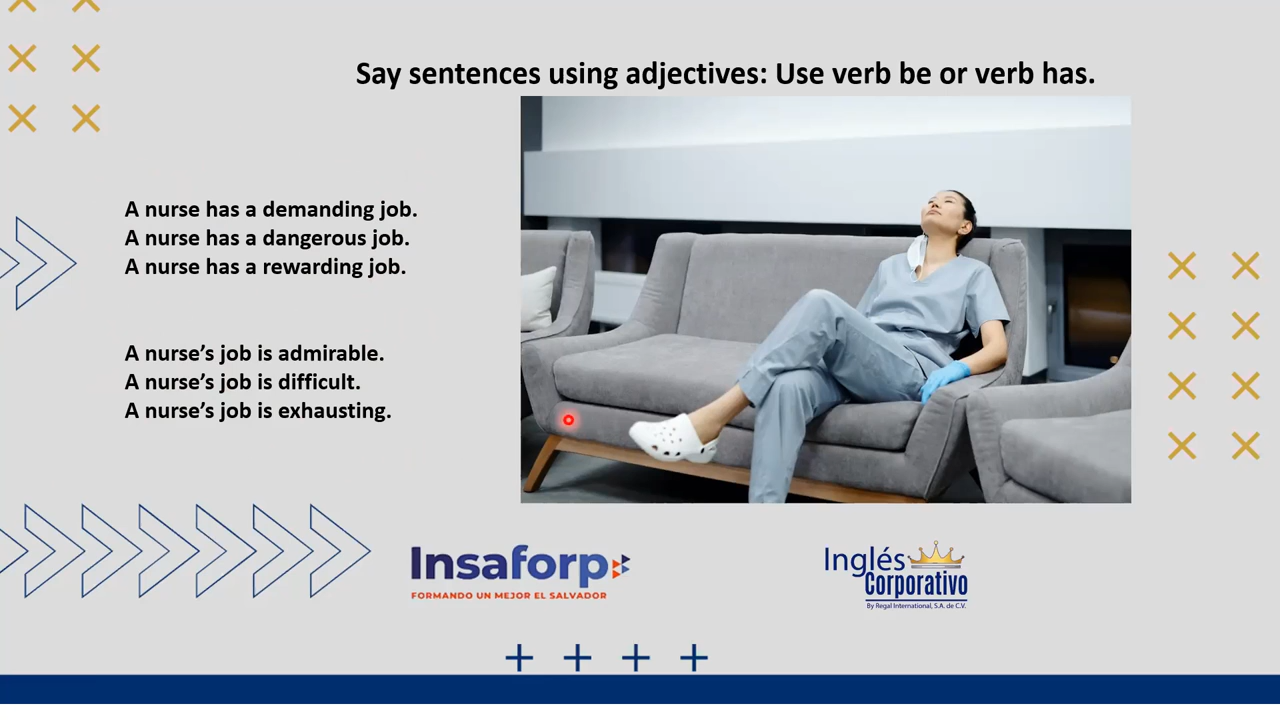 Say sentences using adjectives: Use verb be or verb has.
A nurse has a demanding job.
A nurse has a dangerous job.
A nurse has a rewarding job.
A nurse’s job is admirable.
A nurse’s job is difficult.
A nurse’s job is exhausting.
Insaforp
FORMANDO UN MEJOR EL SALVADOR
Inglés
Corporativo
By Regal International, S.A. de C.V.